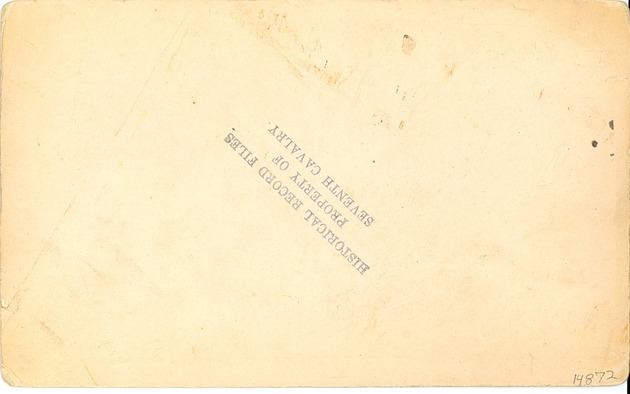 HISTORICAL RECORD FILES
PROPERTY OF
SEVENTH CAVALRY
14872